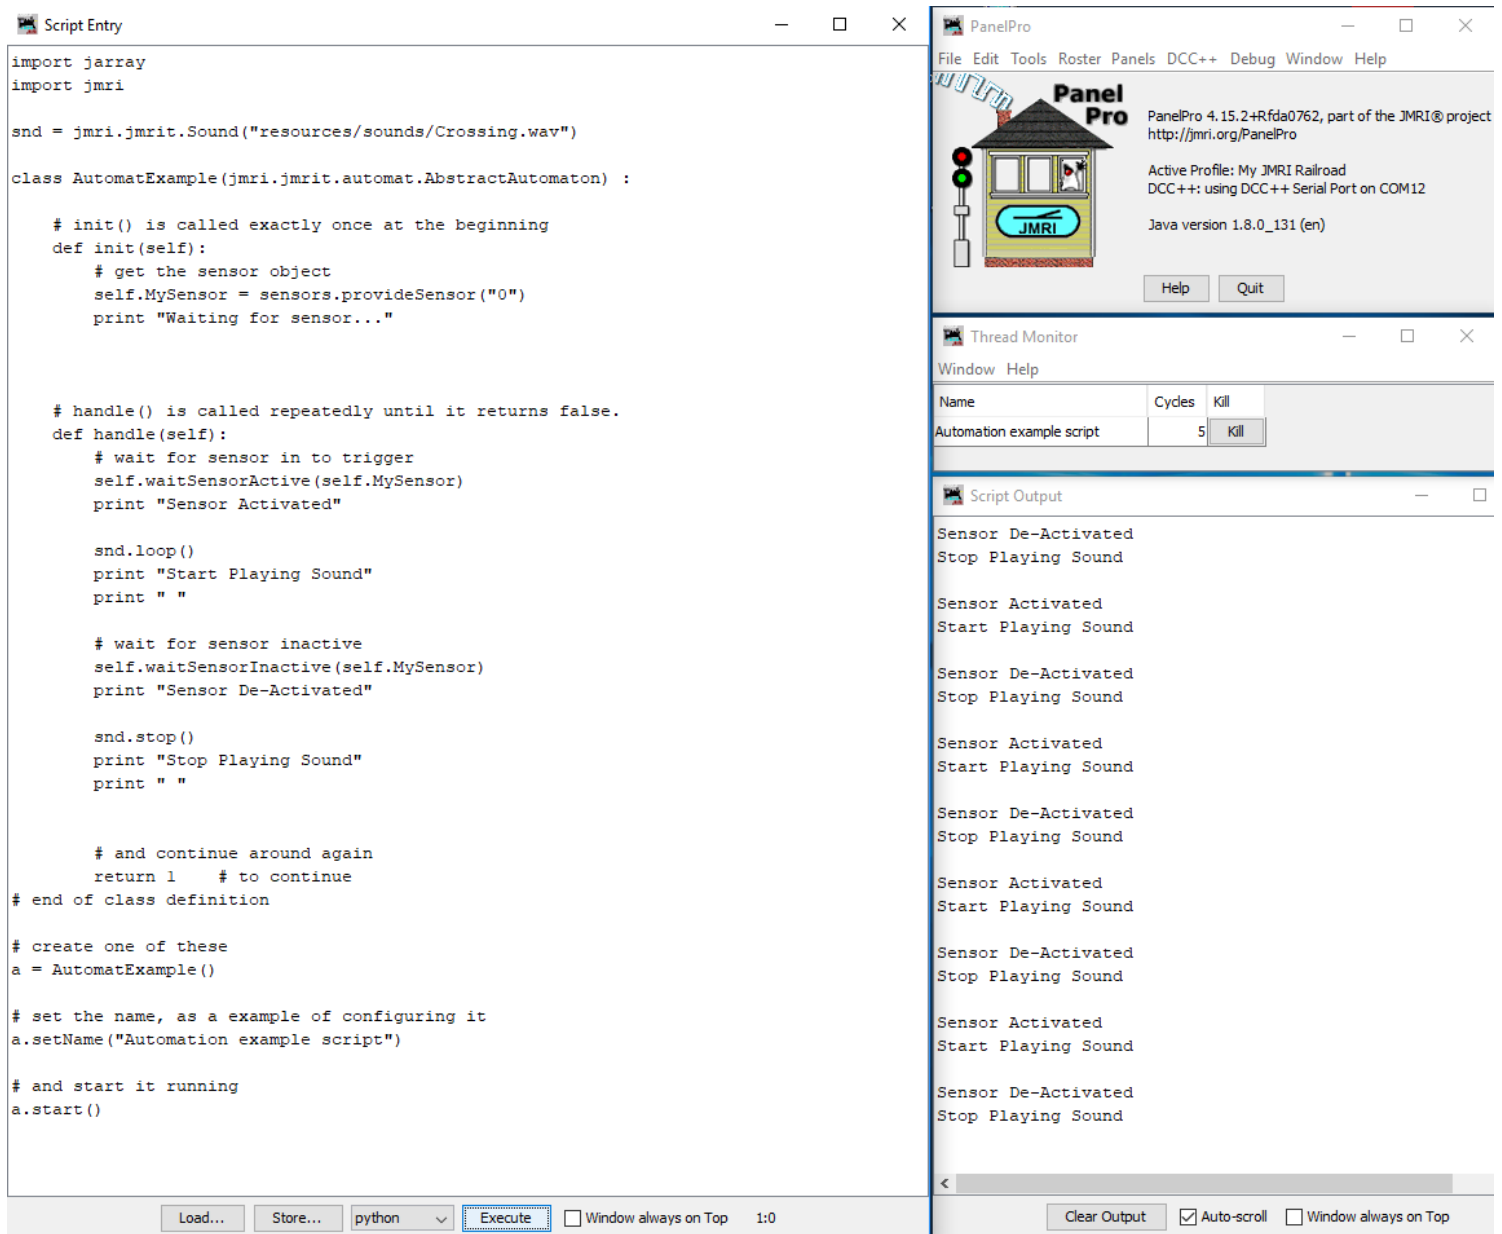 Script Entry
import jarray
import jmri
snd = jmri.jmrit.Sound("resources/sounds/Crossing.wav")
class AutomatExample(jmri.jmrit.automat.AbstractAutomaton) :
# init() is called exactly once at the beginning
def init(self):
# get the sensor object
self.MySensor = sensors.provideSensor("0")
print "Waiting for sensor..."
# handle() is called repeatedly until it returns false.
def handle(self):
# wait for sensor in to trigger
self.waitSensorActive(self.MySensor)
print "Sensor Activated"
snd.loop()
print "Start Playing Sound"
print " "
# wait for sensor inactive
self.waitSensorInactive(self.MySensor)
print "Sensor De-Activated"
snd.stop()
print "Stop Playing Sound"
print " "
# and continue around again
return 1    # to continue
# end of class definition
# create one of these
a = AutomatExample()
# set the name, as a example of configuring it
a.setName("Automation example script")
# and start it running
a.start()
Load... Store... python Execute Window always on Top 1:0
PanelPro
File Edit Tools Roster Panels DCC++ Debug Window Help
Panel
Pro
JMRI
PanelPro 4.15.2+Rfda0762, part of the JMRI® project
http://jmri.org/PanelPro
Active Profile: My JMRI Railroad
DCC++: using DCC++ Serial Port on COM12
Java version 1.8.0_131 (en)
Help Quit
Thread Monitor
Window Help
Name Cycles Kill
Automation example script 5 Kill
Script Output
Sensor De-Activated
Stop Playing Sound
Sensor Activated
Start Playing Sound
Sensor De-Activated
Stop Playing Sound
Sensor Activated
Start Playing Sound
Sensor De-Activated
Stop Playing Sound
Sensor Activated
Start Playing Sound
Sensor De-Activated
Stop Playing Sound
Sensor Activated
Start Playing Sound
Sensor De-Activated
Stop Playing Sound
Clear Output Auto-scroll Window always on Top